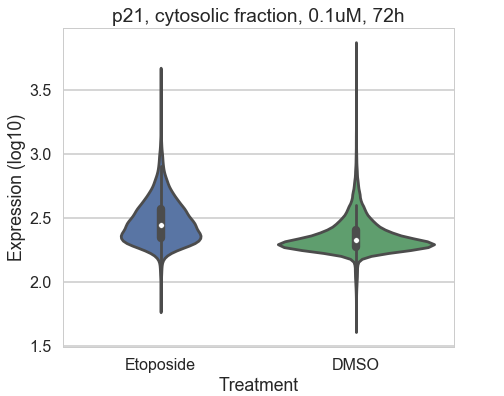 p21, cytosolic fraction, 0.1uM, 72h
Expression (log10)
3.5
3.0
2.5
2.0
1.5
Etoposide DMSO
Treatment